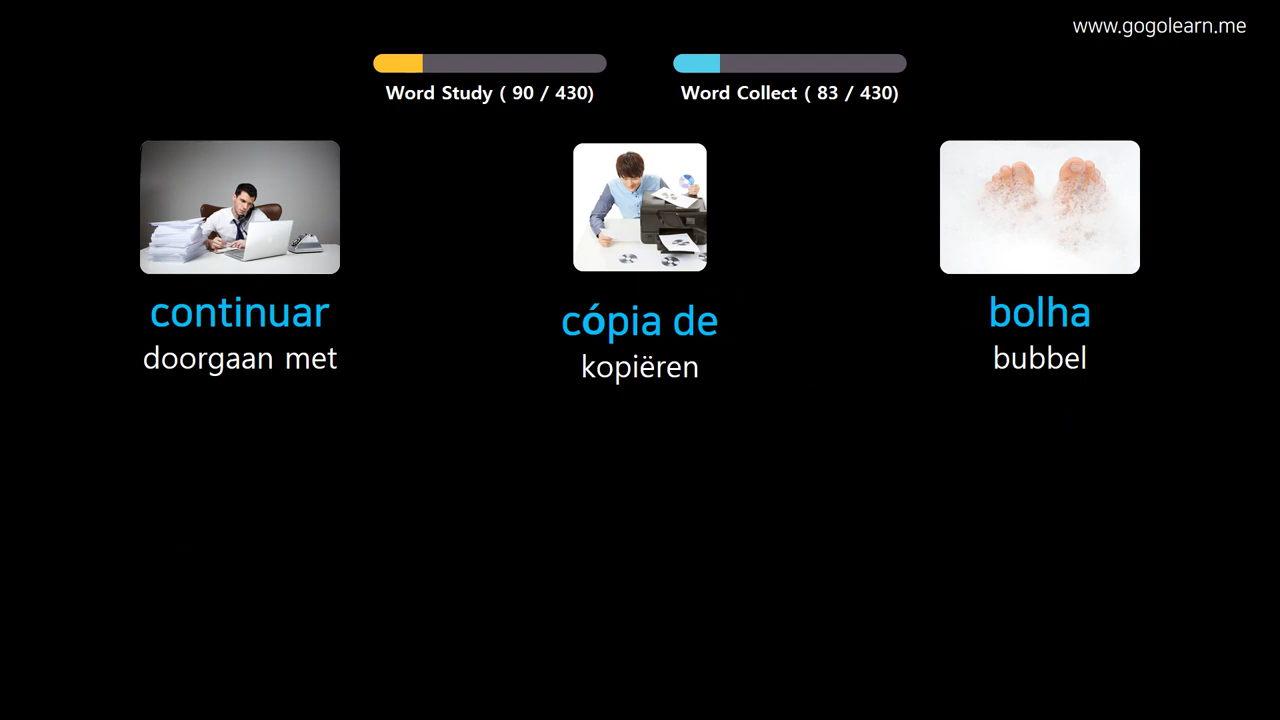 www.gogolearn.me
Word Study ( 90 / 430)
Word Collect ( 83 / 430)
continuar
doorgaan met
cópia de
kopiëren
bolha
bubbel